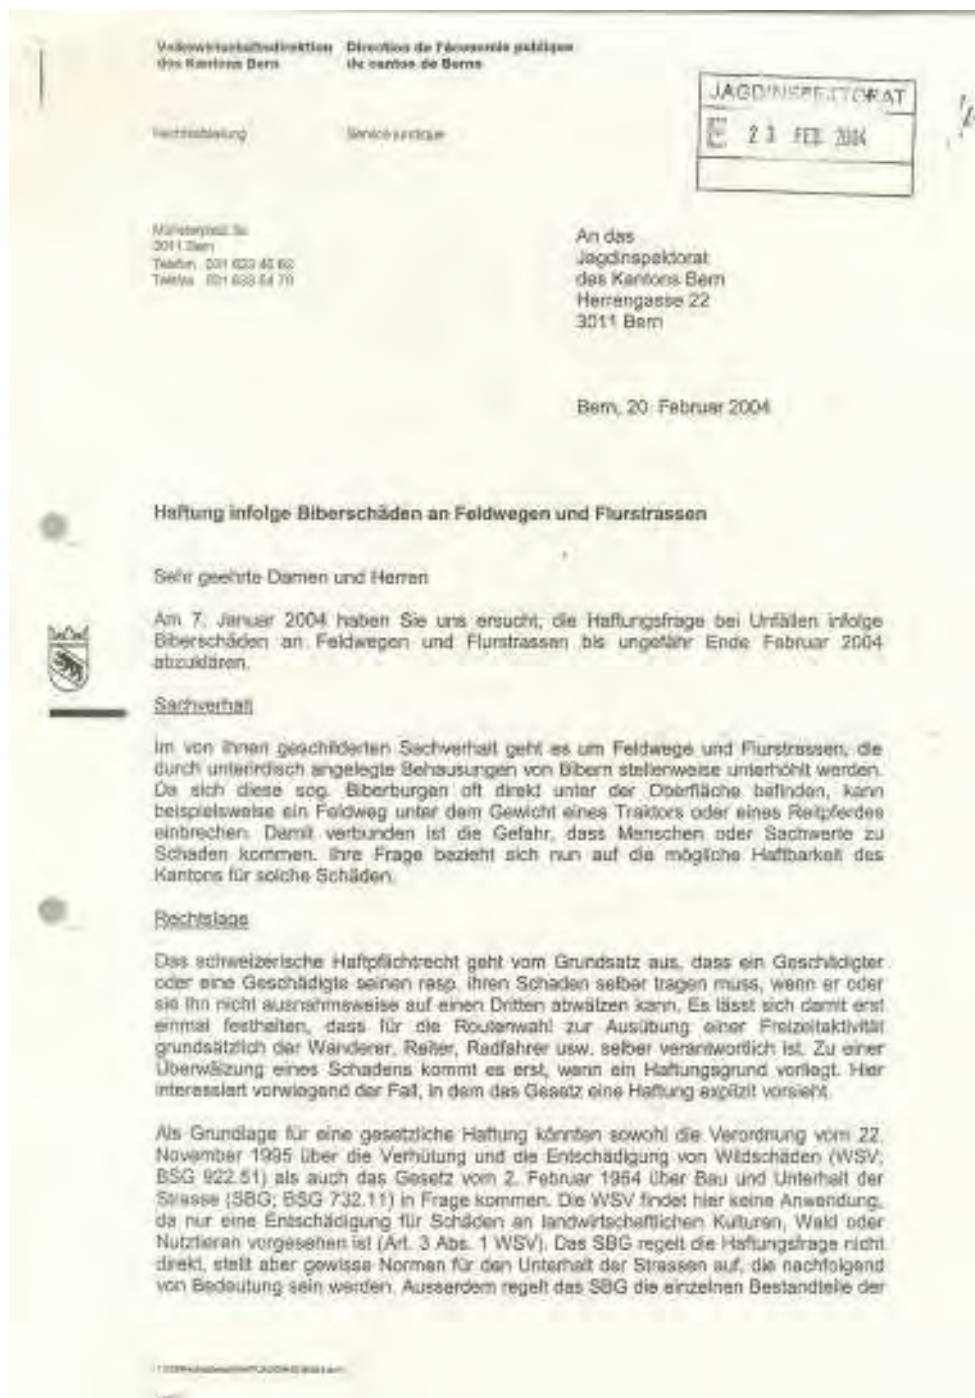 Volkswirtschaftsdirektion Direction de l'économie publique
des Kantons Bern du canton de Berne
JAGDINSPEKTORAT
E 23 FEB. 2004
Rechtsabteilung Service juridique
Münsterplatz 3a
3011 Bern
Telefon 031 633
Telefax 031 633
An das
Jagdinspektorat
des Kantons Bern
Herrengasse 22
3011 Bern
Bern, 20. Februar 2004
Haftung infolge Biberschäden an Feldwegen und Flurstrassen
Sehr geehrte Damen und Herren
Am 7. Januar 2004 haben Sie uns ersucht, die Haftungsfrage bei Unfällen infolge
Biberschäden an Feldwegen und Flurstrassen bis ungefähr Ende Februar 2004
abzuklären.
Sachverhalt
Im von Ihnen geschilderten Sachverhalt geht es um Feldwege und Flurstrassen, die
durch unterirdisch angelegte Behausungen von Bibern stellenweise unterhöhlt werden.
Da sich diese sog. Biberburgen oft direkt unter der Oberfläche befinden, kann
beispielsweise ein Feldweg unter dem Gewicht eines Traktors oder eines Reitpferdes
einbrechen. Damit verbunden ist die Gefahr, dass Menschen oder Sachwerte zu
Schaden kommen. Ihre Frage bezieht sich nun auf die mögliche Haftbarkeit des
Kantons für solche Schäden.
Rechtslage
Das schweizerische Haftpflichtrecht geht vom Grundsatz aus, dass ein Geschädigter
oder eine Geschädigte seinen resp. ihren Schaden selber tragen muss, wenn er oder
sie ihn nicht ausnahmsweise auf einen Dritten abwälzen kann. Es lässt sich damit erst
einmal festhalten, dass für die Routenwahl zur Ausübung einer Freizeitaktivität
grundsätzlich der Wanderer, Reiter, Radfahrer usw. selber verantwortlich ist. Zu einer
Überwälzung eines Schadens kommt es erst, wenn ein Haftungsgrund vorliegt. Hier
interessiert vorwiegend der Fall, in dem das Gesetz eine Haftung explizit vorsieht.
Als Grundlage für eine gesetzliche Haftung könnten sowohl die Verordnung vom 22.
November 1995 über die Verhütung und die Entschädigung von Wildschäden (WSV;
BSG 922.51) als auch das Gesetz vom 2. Februar 1964 über Bau und Unterhalt der
Strasse (SBG; BSG 732.11) in Frage kommen. Die WSV findet hier keine Anwendung,
da nur eine Entschädigung für Schäden an landwirtschaftlichen Kulturen, Wald oder
Nutztieren vorgesehen ist (Art. 3 Abs. 1 WSV). Das SBG regelt die Haftungsfrage nicht
direkt, stellt aber gewisse Normen für den Unterhalt der Strassen auf, die nachfolgend
von Bedeutung sein werden. Ausserdem regelt das SBG die einzelnen Bestandteile der